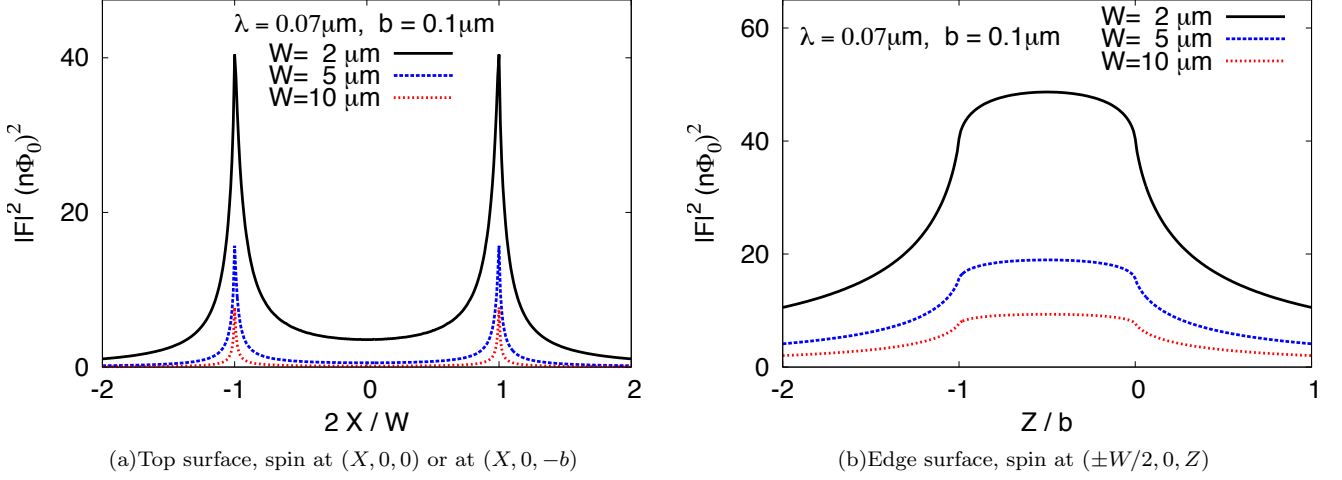 λ = 0.07μm, b = 0.1μm
W= 2 μm
W= 5 μm
W=10 μm
|F|² (nΦ₀)²
40
20
0
-2 -1 0 1 2
2 X / W
(a)Top surface, spin at (X, 0, 0) or at (X, 0, −b)
λ = 0.07μm, b = 0.1μm
W= 2 μm
W= 5 μm
W=10 μm
|F|² (nΦ₀)²
60
40
20
0
-2 -1 0 1
Z / b
(b)Edge surface, spin at (±W/2, 0, Z)